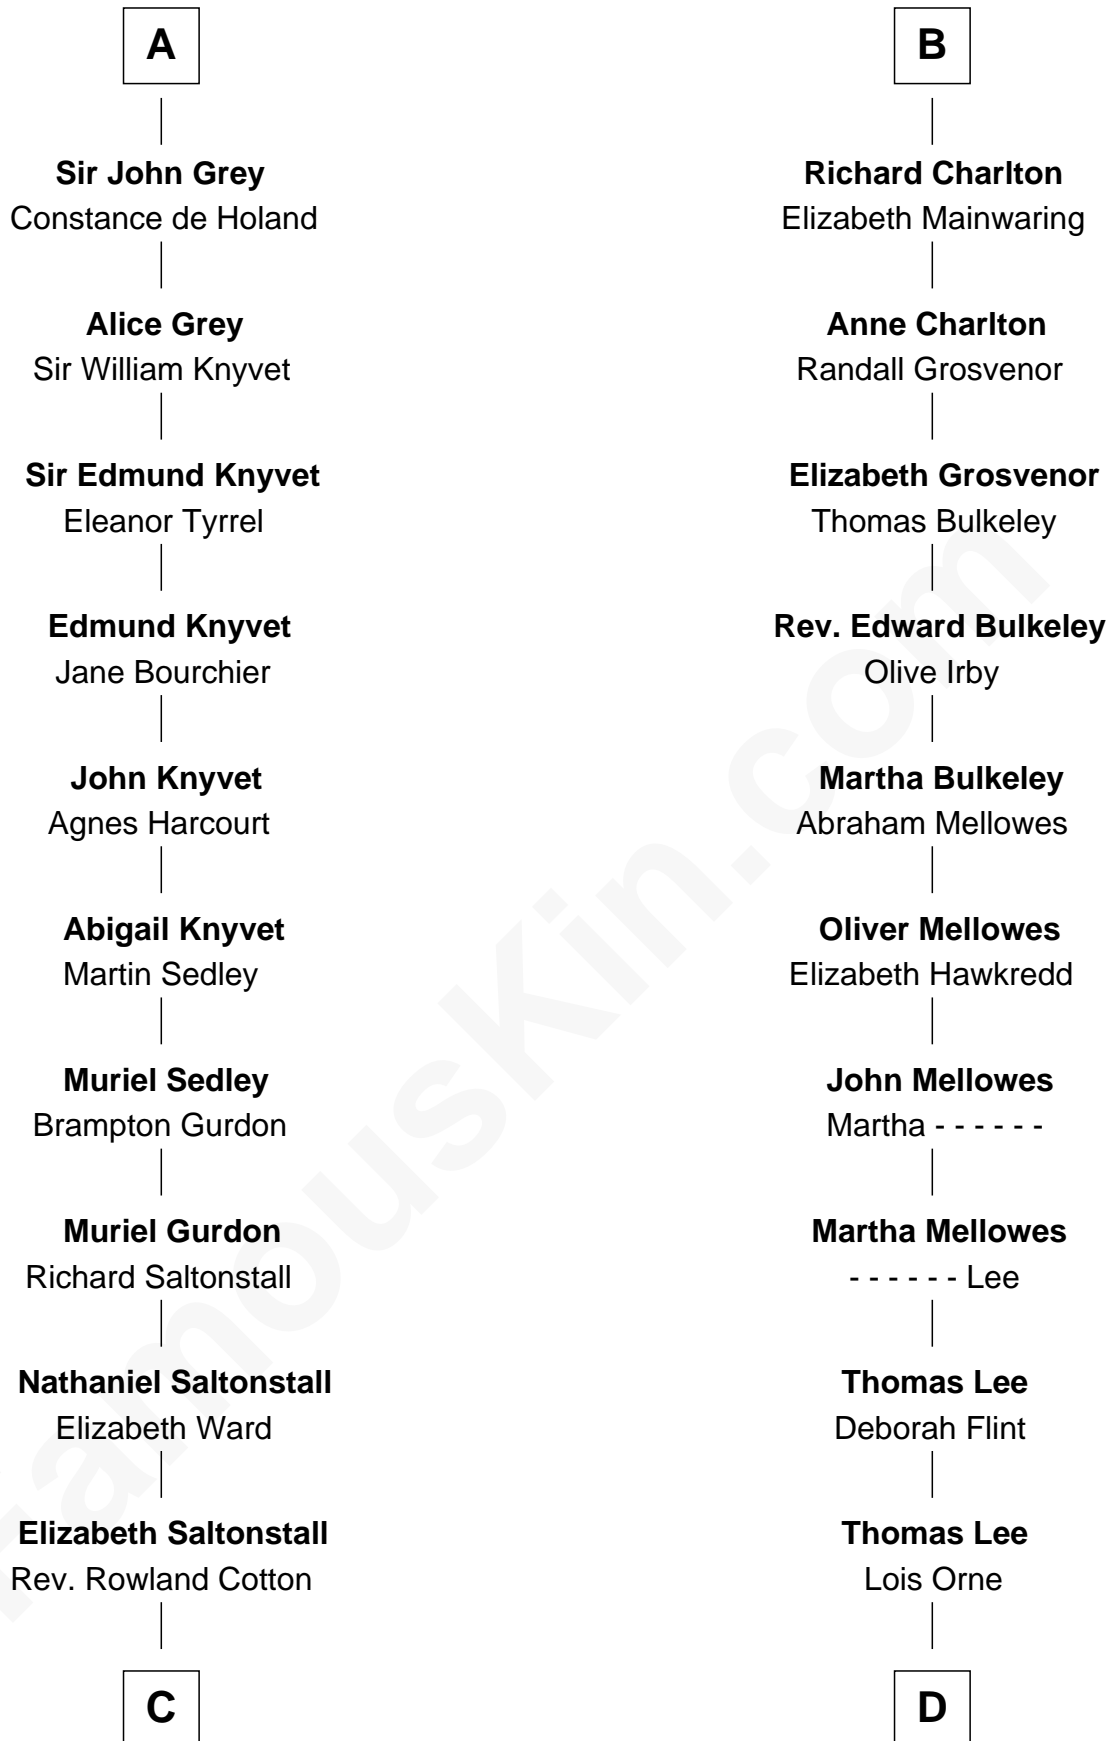 A
Sir John Grey
Constance de Holand
Alice Grey
Sir William Knyvet
Sir Edmund Knyvet
Eleanor Tyrrel
Edmund Knyvet
Jane Bourchier
John Knyvet
Agnes Harcourt
Abigail Knyvet
Martin Sedley
Muriel Sedley
Brampton Gurdon
Muriel Gurdon
Richard Saltonstall
Nathaniel Saltonstall
Elizabeth Ward
Elizabeth Saltonstall
Rev. Rowland Cotton
C
B
Richard Charlton
Elizabeth Mainwaring
Anne Charlton
Randall Grosvenor
Elizabeth Grosvenor
Thomas Bulkeley
Rev. Edward Bulkeley
Olive Irby
Martha Bulkeley
Abraham Mellowes
Oliver Mellowes
Elizabeth Hawkredd
John Mellowes
Martha - - - - - -
Martha Mellowes
- - - - - - Lee
Thomas Lee
Deborah Flint
Thomas Lee
Lois Orne
D
FamousKin.com